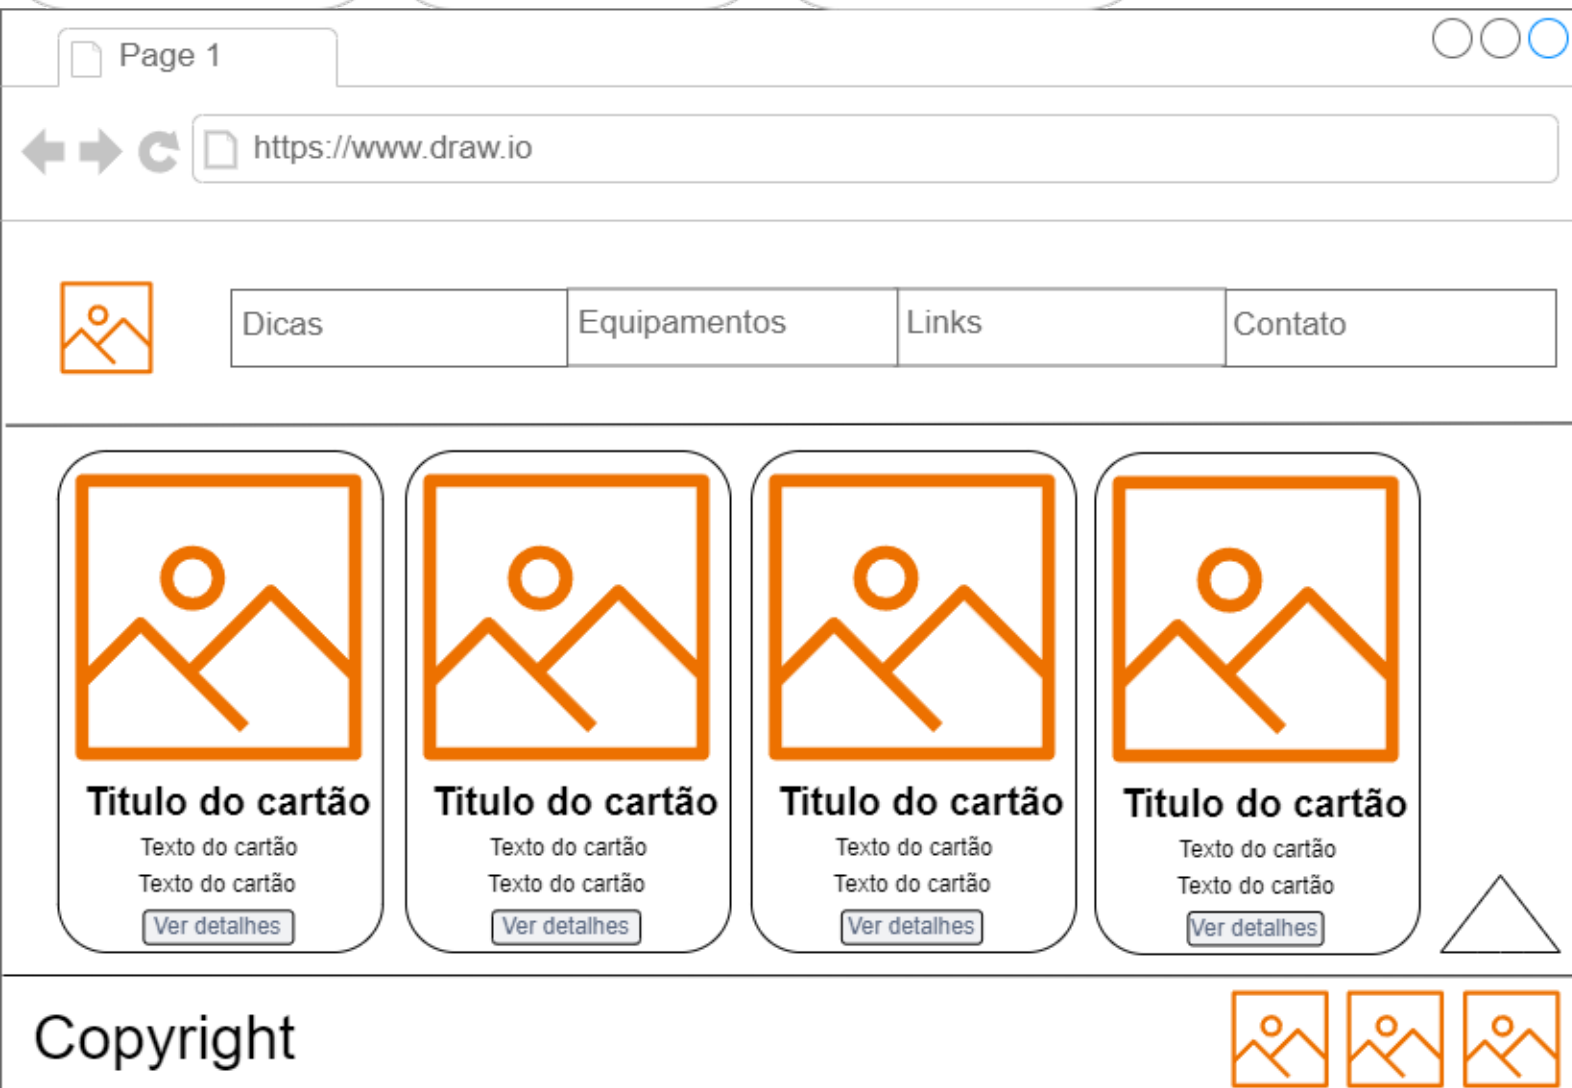 Page 1
https://www.draw.io
Dicas Equipamentos Links Contato
Titulo do cartão
Texto do cartão
Texto do cartão
Ver detalhes
Titulo do cartão
Texto do cartão
Texto do cartão
Ver detalhes
Titulo do cartão
Texto do cartão
Texto do cartão
Ver detalhes
Titulo do cartão
Texto do cartão
Texto do cartão
Ver detalhes
Copyright